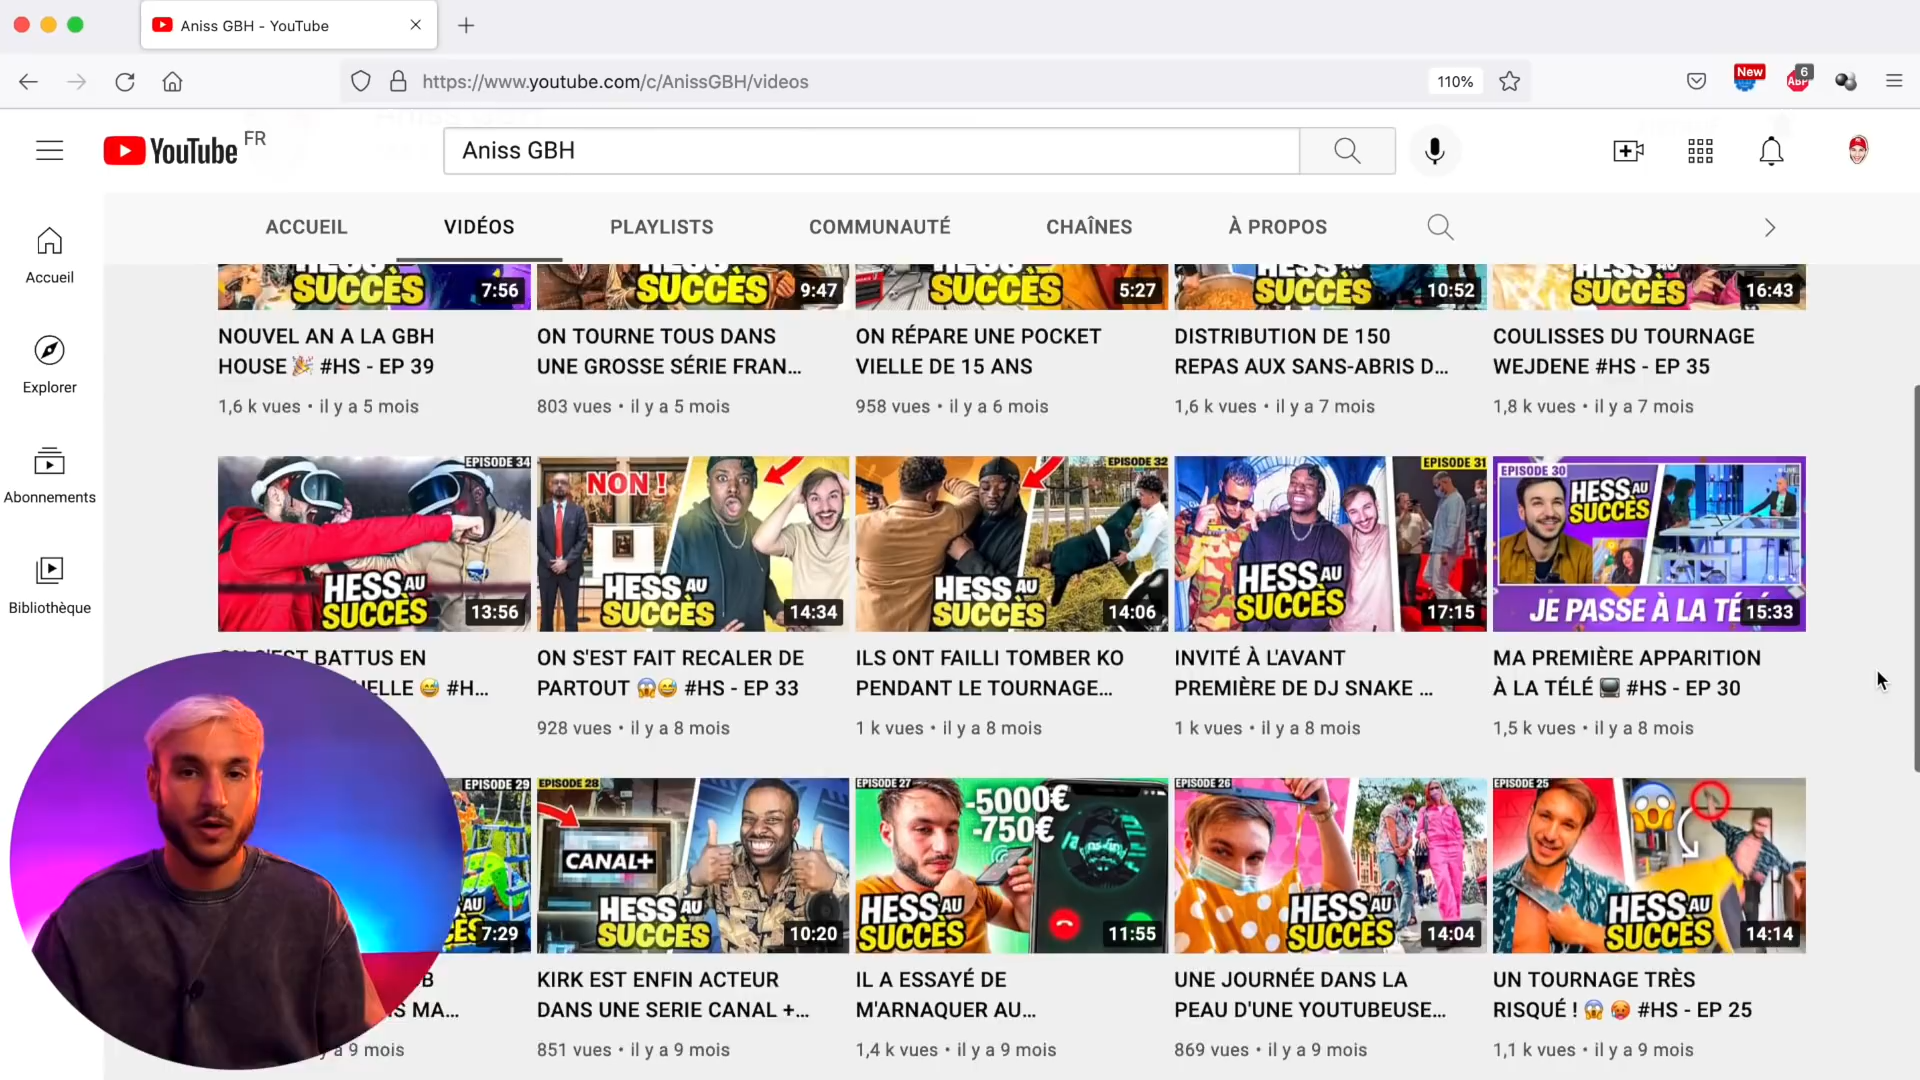 Aniss GBH - YouTube
https://www.youtube.com/c/AnissGBH/videos
110%
New
ABP
6
YouTube FR
Aniss GBH
ACCUEIL
VIDÉOS
PLAYLISTS
COMMUNAUTÉ
CHAÎNES
À PROPOS
Accueil
Explorer
Abonnements
Bibliothèque
SUCCÈS
7:56
SUCCÈS
9:47
SUCCÈS
5:27
SUCCÈS
10:52
SUCCÈS
16:43
NOUVEL AN A LA GBH
HOUSE 🎉 #HS - EP 39
1,6 k vues • il y a 5 mois
ON TOURNE TOUS DANS
UNE GROSSE SÉRIE FRAN...
803 vues • il y a 5 mois
ON RÉPARE UNE POCKET
VIELLE DE 15 ANS
958 vues • il y a 6 mois
DISTRIBUTION DE 150
REPAS AUX SANS-ABRIS D...
1,6 k vues • il y a 7 mois
COULISSES DU TOURNAGE
WEJDENE #HS - EP 35
1,8 k vues • il y a 7 mois
EPISODE 34
HESS AU
SUCCÈS
13:56
NON !
HESS AU
SUCCÈS
14:34
EPISODE 32
HESS AU
SUCCÈS
14:06
EPISODE 31
HESS AU
SUCCÈS
17:15
EPISODE 30
HESS AU
SUCCÈS
JE PASSE À LA TÉ
15:33
BATTUS EN
#H...
ON S'EST FAIT RECALER DE
PARTOUT 😱😅 #HS - EP 33
928 vues • il y a 8 mois
ILS ONT FAILLI TOMBER KO
PENDANT LE TOURNAGE...
1 k vues • il y a 8 mois
INVITÉ À L'AVANT
PREMIÈRE DE DJ SNAKE ...
1 k vues • il y a 8 mois
MA PREMIÈRE APPARITION
À LA TÉLÉ 📺 #HS - EP 30
1,5 k vues • il y a 8 mois
EPISODE 29
AU
7:29
EPISODE 28
CANAL+
HESS AU
SUCCÈS
10:20
EPISODE 27
-5000€
-750€
HESS AU
SUCCÈS
11:55
EPISODE 26
HESS AU
SUCCÈS
14:04
EPISODE 25
HESS AU
SUCCÈS
14:14
MA...
a 9 mois
KIRK EST ENFIN ACTEUR
DANS UNE SERIE CANAL +...
851 vues • il y a 9 mois
IL A ESSAYÉ DE
M'ARNAQUER AU...
1,4 k vues • il y a 9 mois
UNE JOURNÉE DANS LA
PEAU D'UNE YOUTUBEUSE...
869 vues • il y a 9 mois
UN TOURNAGE TRÈS
RISQUÉ ! 😱 🥵 #HS - EP 25
1,1 k vues • il y a 9 mois